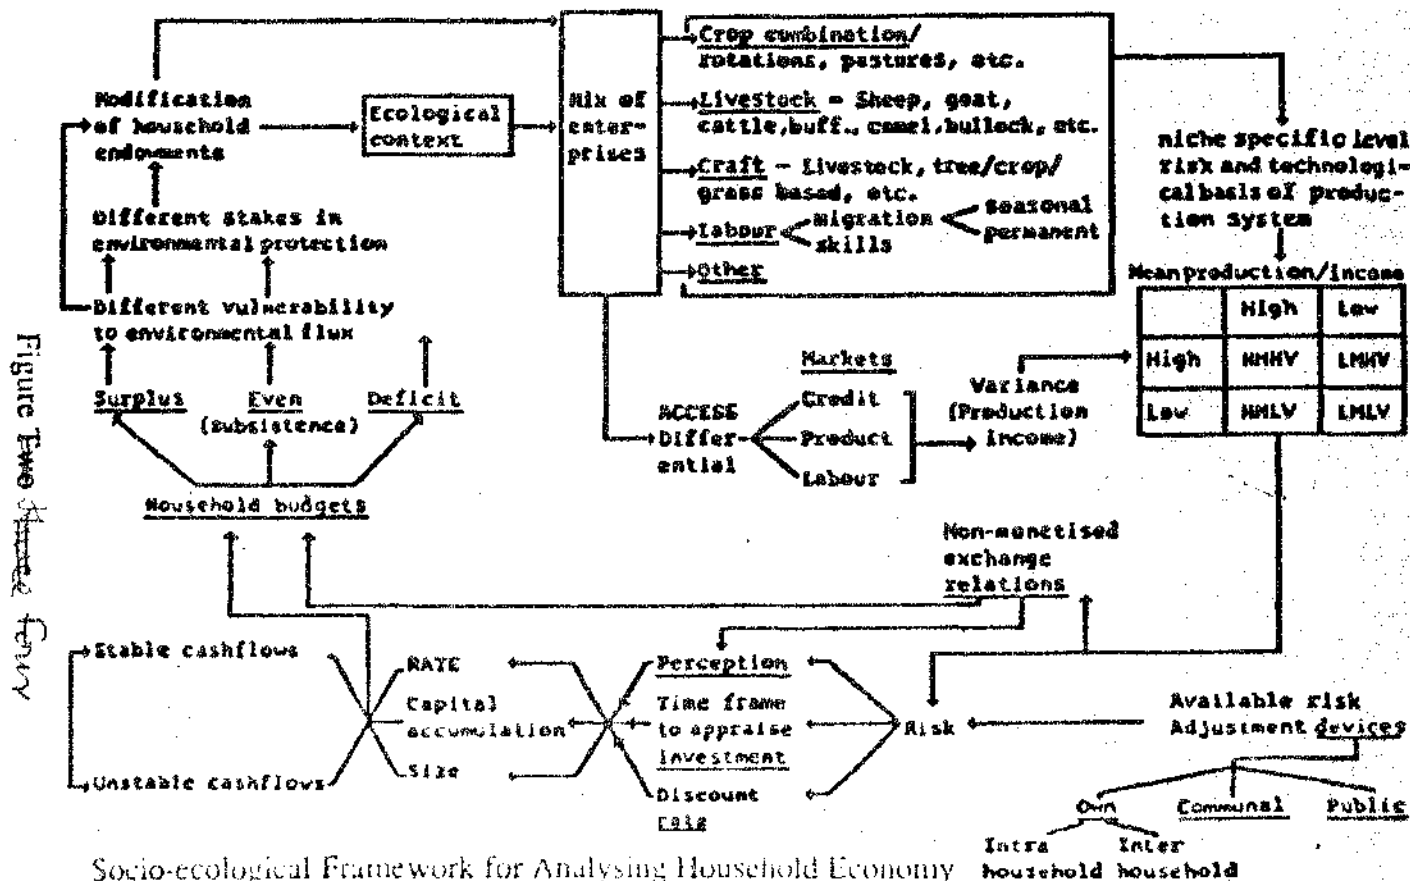 Modification
of household
endowments
Ecological
context
Mix of
enter-
prises
Crop combination/
rotations, pastures, etc.
Livestock - Sheep, goat,
cattle, buff., camel, bullock, etc.
Craft - Livestock, tree/crop/
grass based, etc.
Labour
migration
skills
seasonal
permanent
Other
niche specific level
risk and technologi-
cal basis of produc-
tion system
Mean production/income
High Low
High HMHV LMHV
Low HMLV LMLV
Different stakes in
environmental protection
Different vulnerability
to environmental flux
Surplus
Even
(subsistence)
Deficit
Household budgets
ACCESS
Differ-
ential
Markets
Credit
Product
Labour
Variance
(Production
income)
Non-monetised
exchange
relations
Stable cashflows
Unstable cashflows
RATE
Capital
accumulation
Size
Perception
Time frame
to appraise
investment
Discount
Risk
Available risk
Adjustment devices
Own
Communal
Public
Intra
household
Inter
household
Figure Two Four
Socio-ecological Framework for Analysing Household Economy